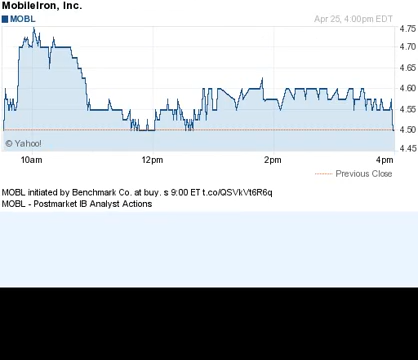 MobileIron, Inc.
MOBL
Apr 25, 4:00pm EDT
4.75
4.70
4.65
4.60
4.55
4.50
4.45
© Yahoo!
10am 12pm 2pm 4pm
Previous Close
MOBL initiated by Benchmark Co. at buy. s 9:00 ET t.co/QSVkVt6R6q
MOBL - Postmarket IB Analyst Actions